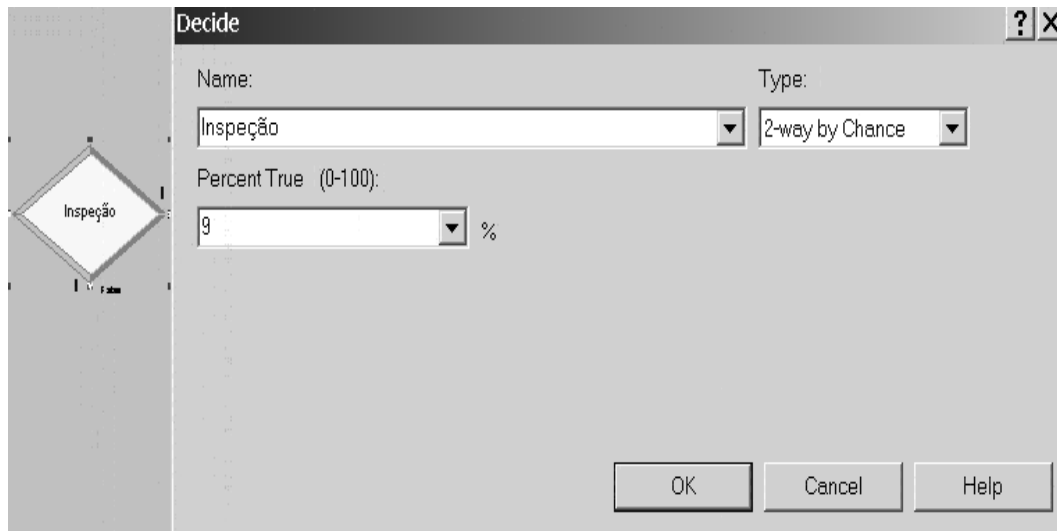 Decide
Name:
Type:
Inspeção
2-way by Chance
Percent True (0-100):
Inspeção
9 %
OK Cancel Help